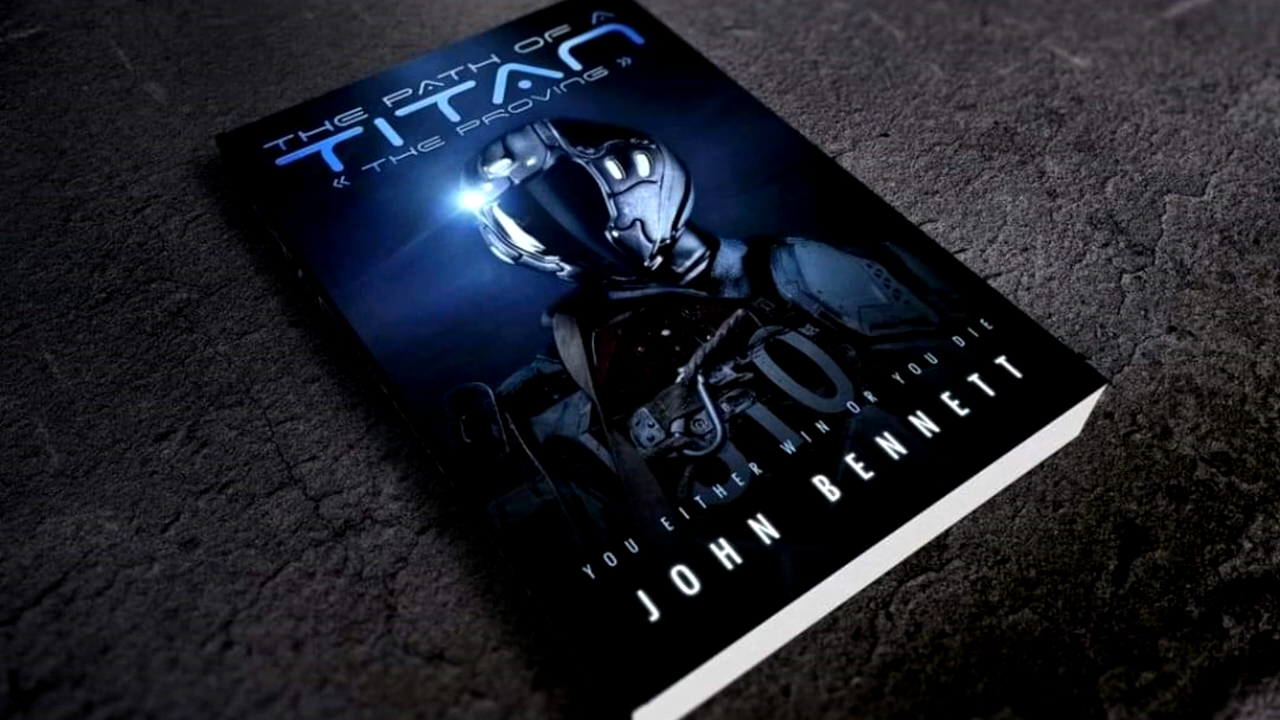 THE PATH OF A
TITAN
« THE PROVING »
YOU EITHER WIN OR YOU DIE
JOHN BENNETT